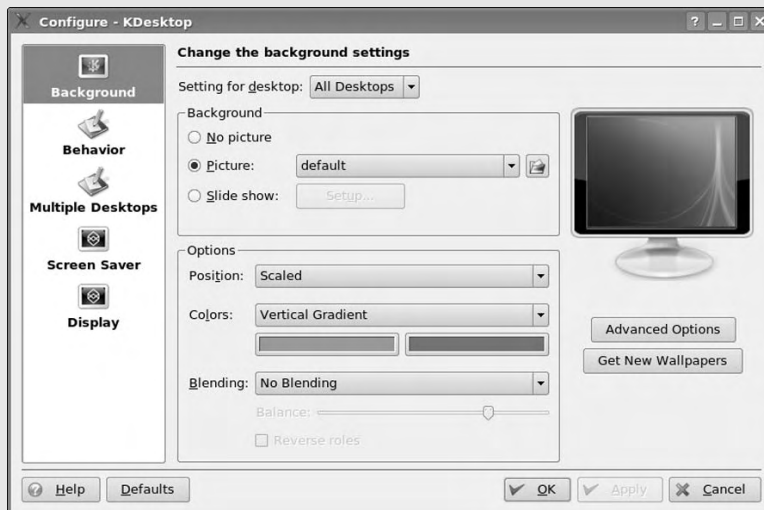 Configure - KDesktop
Background
Behavior
Multiple Desktops
Screen Saver
Display
Change the background settings
Setting for desktop: All Desktops
Background
No picture
Picture: default
Slide show: Setup...
Options
Position: Scaled
Colors: Vertical Gradient
Blending: No Blending
Balance:
Reverse roles
Advanced Options
Get New Wallpapers
Help Defaults OK Apply Cancel